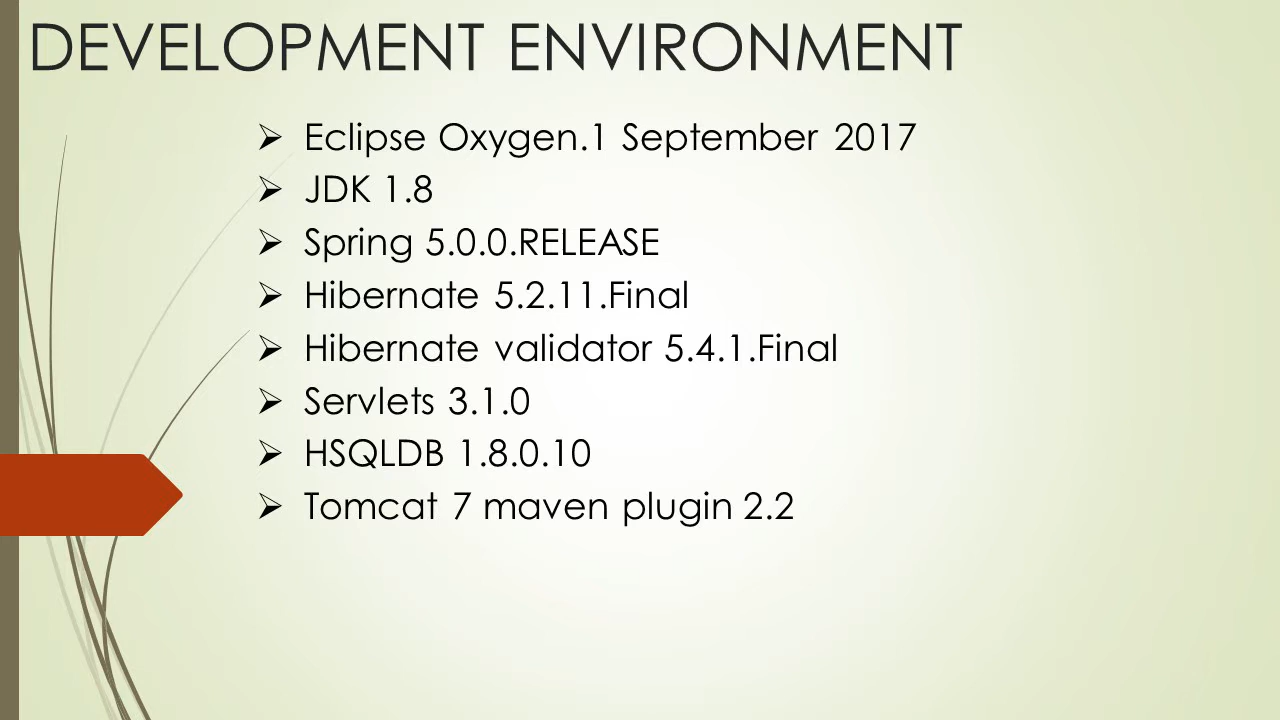 DEVELOPMENT ENVIRONMENT
Eclipse Oxygen.1 September 2017
JDK 1.8
Spring 5.0.0.RELEASE
Hibernate 5.2.11.Final
Hibernate validator 5.4.1.Final
Servlets 3.1.0
HSQLDB 1.8.0.10
Tomcat 7 maven plugin 2.2